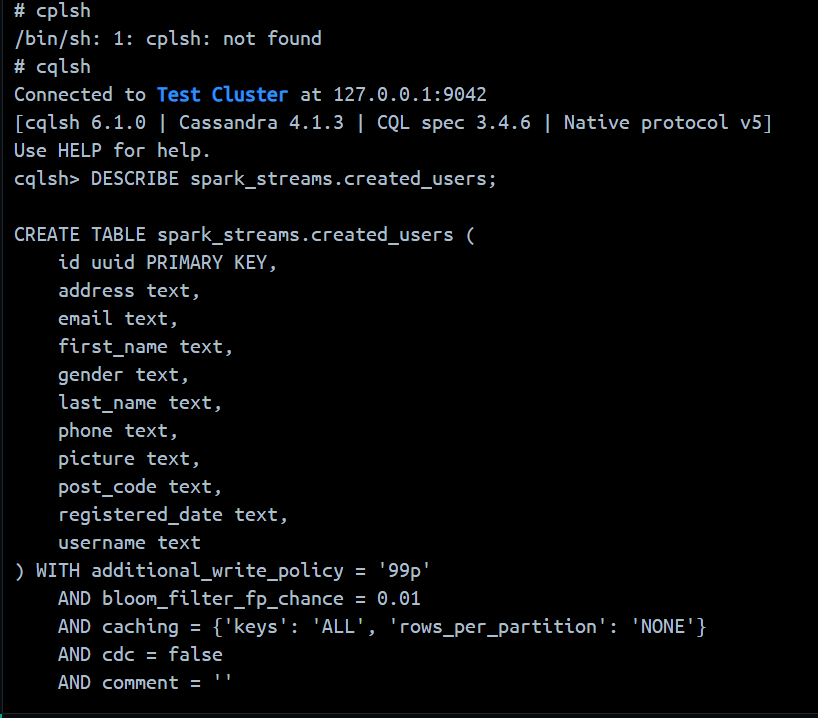 # cplsh
/bin/sh: 1: cplsh: not found
# cqlsh
Connected to Test Cluster at 127.0.0.1:9042
[cqlsh 6.1.0 | Cassandra 4.1.3 | CQL spec 3.4.6 | Native protocol v5]
Use HELP for help.
cqlsh> DESCRIBE spark_streams.created_users;

CREATE TABLE spark_streams.created_users (
    id uuid PRIMARY KEY,
    address text,
    email text,
    first_name text,
    gender text,
    last_name text,
    phone text,
    picture text,
    post_code text,
    registered_date text,
    username text
) WITH additional_write_policy = '99p'
    AND bloom_filter_fp_chance = 0.01
    AND caching = {'keys': 'ALL', 'rows_per_partition': 'NONE'}
    AND cdc = false
    AND comment = ''